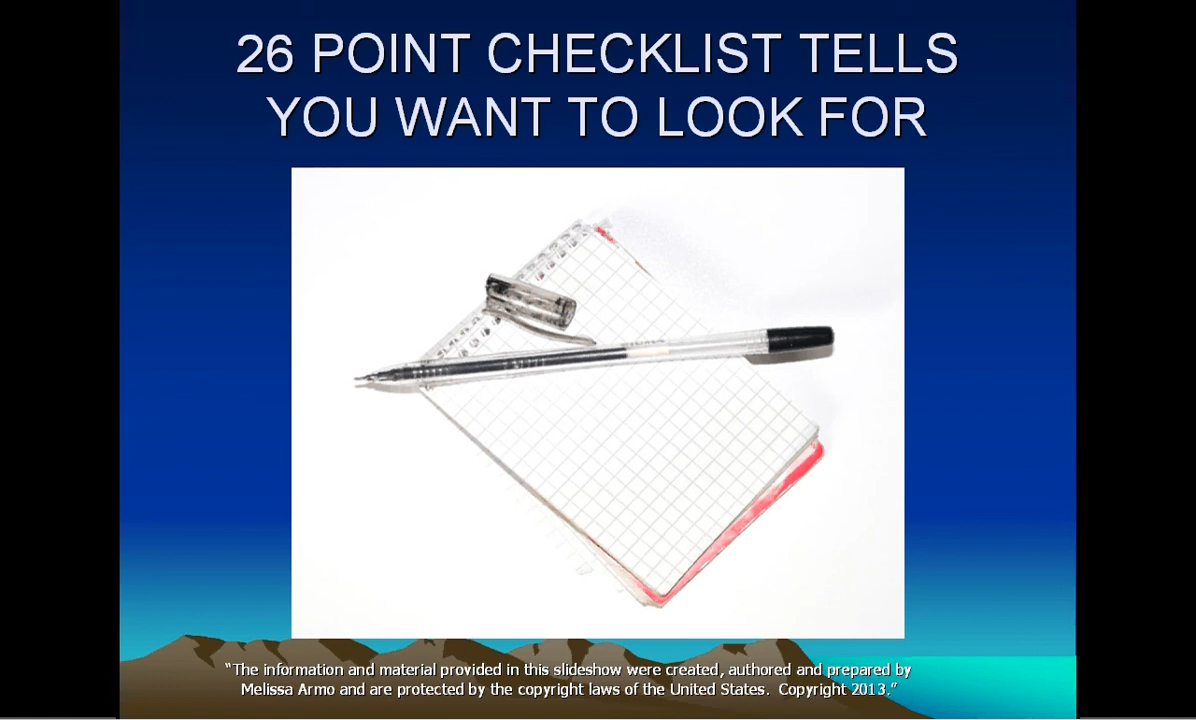 26 POINT CHECKLIST TELLS
YOU WANT TO LOOK FOR
“The information and material provided in this slideshow were created, authored and prepared by
Melissa Armo and are protected by the copyright laws of the United States.  Copyright 2013.”